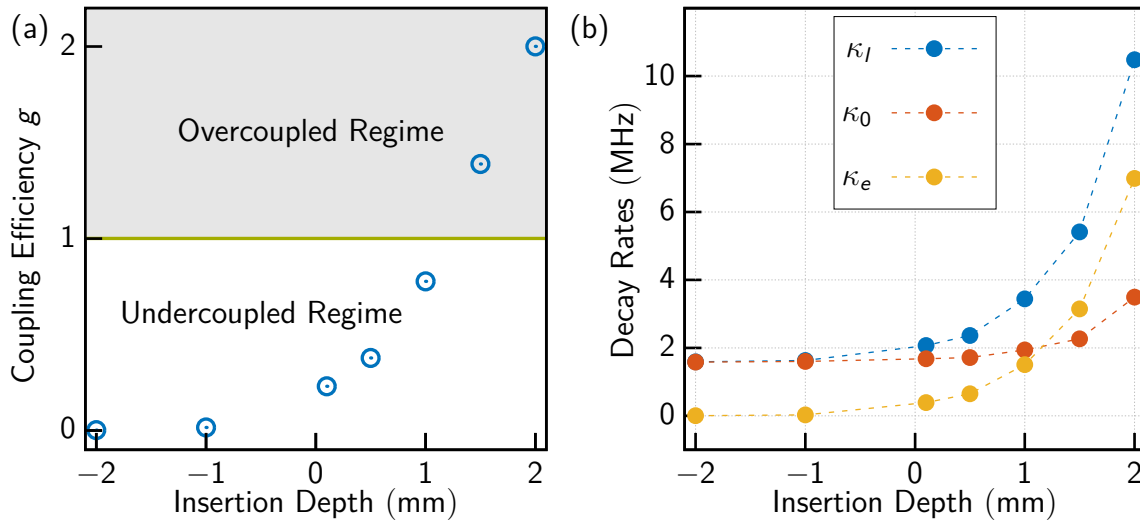 (a)
Coupling Efficiency g
2
1
0
Overcoupled Regime
Undercoupled Regime
−2 −1 0 1 2
Insertion Depth (mm)
(b)
Decay Rates (MHz)
10
8
6
4
2
0
κl
κ0
κe
−2 −1 0 1 2
Insertion Depth (mm)